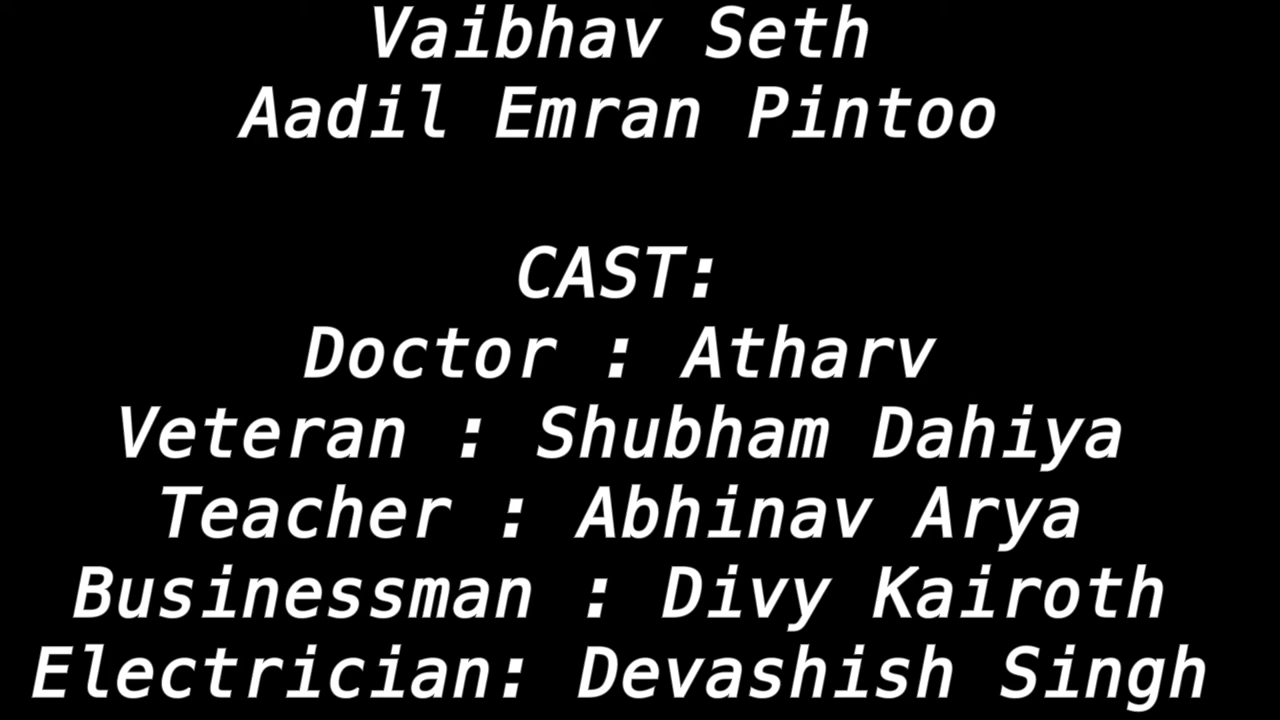 Vaibhav Seth
Aadil Emran Pintoo
CAST:
Doctor : Atharv
Veteran : Shubham Dahiya
Teacher : Abhinav Arya
Businessman : Divy Kairoth
Electrician: Devashish Singh